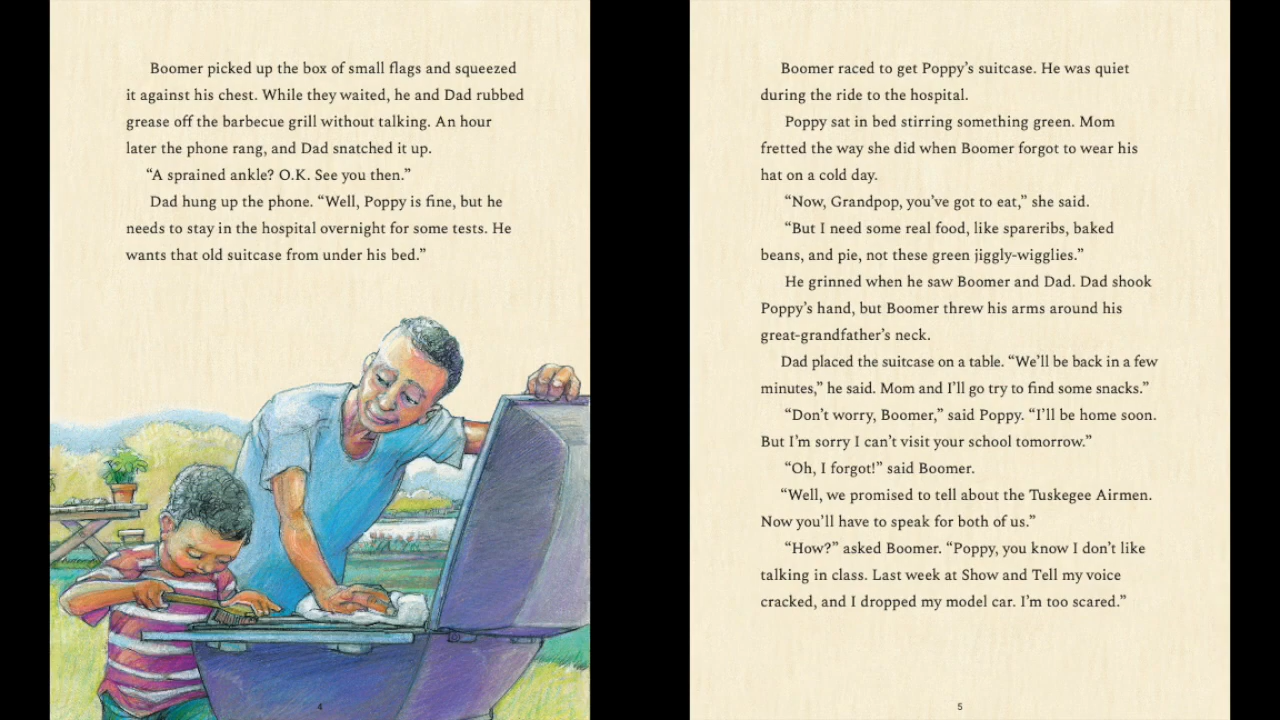 Boomer picked up the box of small flags and squeezed
it against his chest. While they waited, he and Dad rubbed
grease off the barbecue grill without talking. An hour
later the phone rang, and Dad snatched it up.
“A sprained ankle? O.K. See you then.”
Dad hung up the phone. “Well, Poppy is fine, but he
needs to stay in the hospital overnight for some tests. He
wants that old suitcase from under his bed.”
4
Boomer raced to get Poppy’s suitcase. He was quiet
during the ride to the hospital.
Poppy sat in bed stirring something green. Mom
fretted the way she did when Boomer forgot to wear his
hat on a cold day.
“Now, Grandpop, you’ve got to eat,” she said.
“But I need some real food, like spareribs, baked
beans, and pie, not these green jiggly-wigglies.”
He grinned when he saw Boomer and Dad. Dad shook
Poppy’s hand, but Boomer threw his arms around his
great-grandfather’s neck.
Dad placed the suitcase on a table. “We’ll be back in a few
minutes,” he said. Mom and I’ll go try to find some snacks.”
“Don’t worry, Boomer,” said Poppy. “I’ll be home soon.
But I’m sorry I can’t visit your school tomorrow.”
“Oh, I forgot!” said Boomer.
“Well, we promised to tell about the Tuskegee Airmen.
Now you’ll have to speak for both of us.”
“How?” asked Boomer. “Poppy, you know I don’t like
talking in class. Last week at Show and Tell my voice
cracked, and I dropped my model car. I’m too scared.”
5